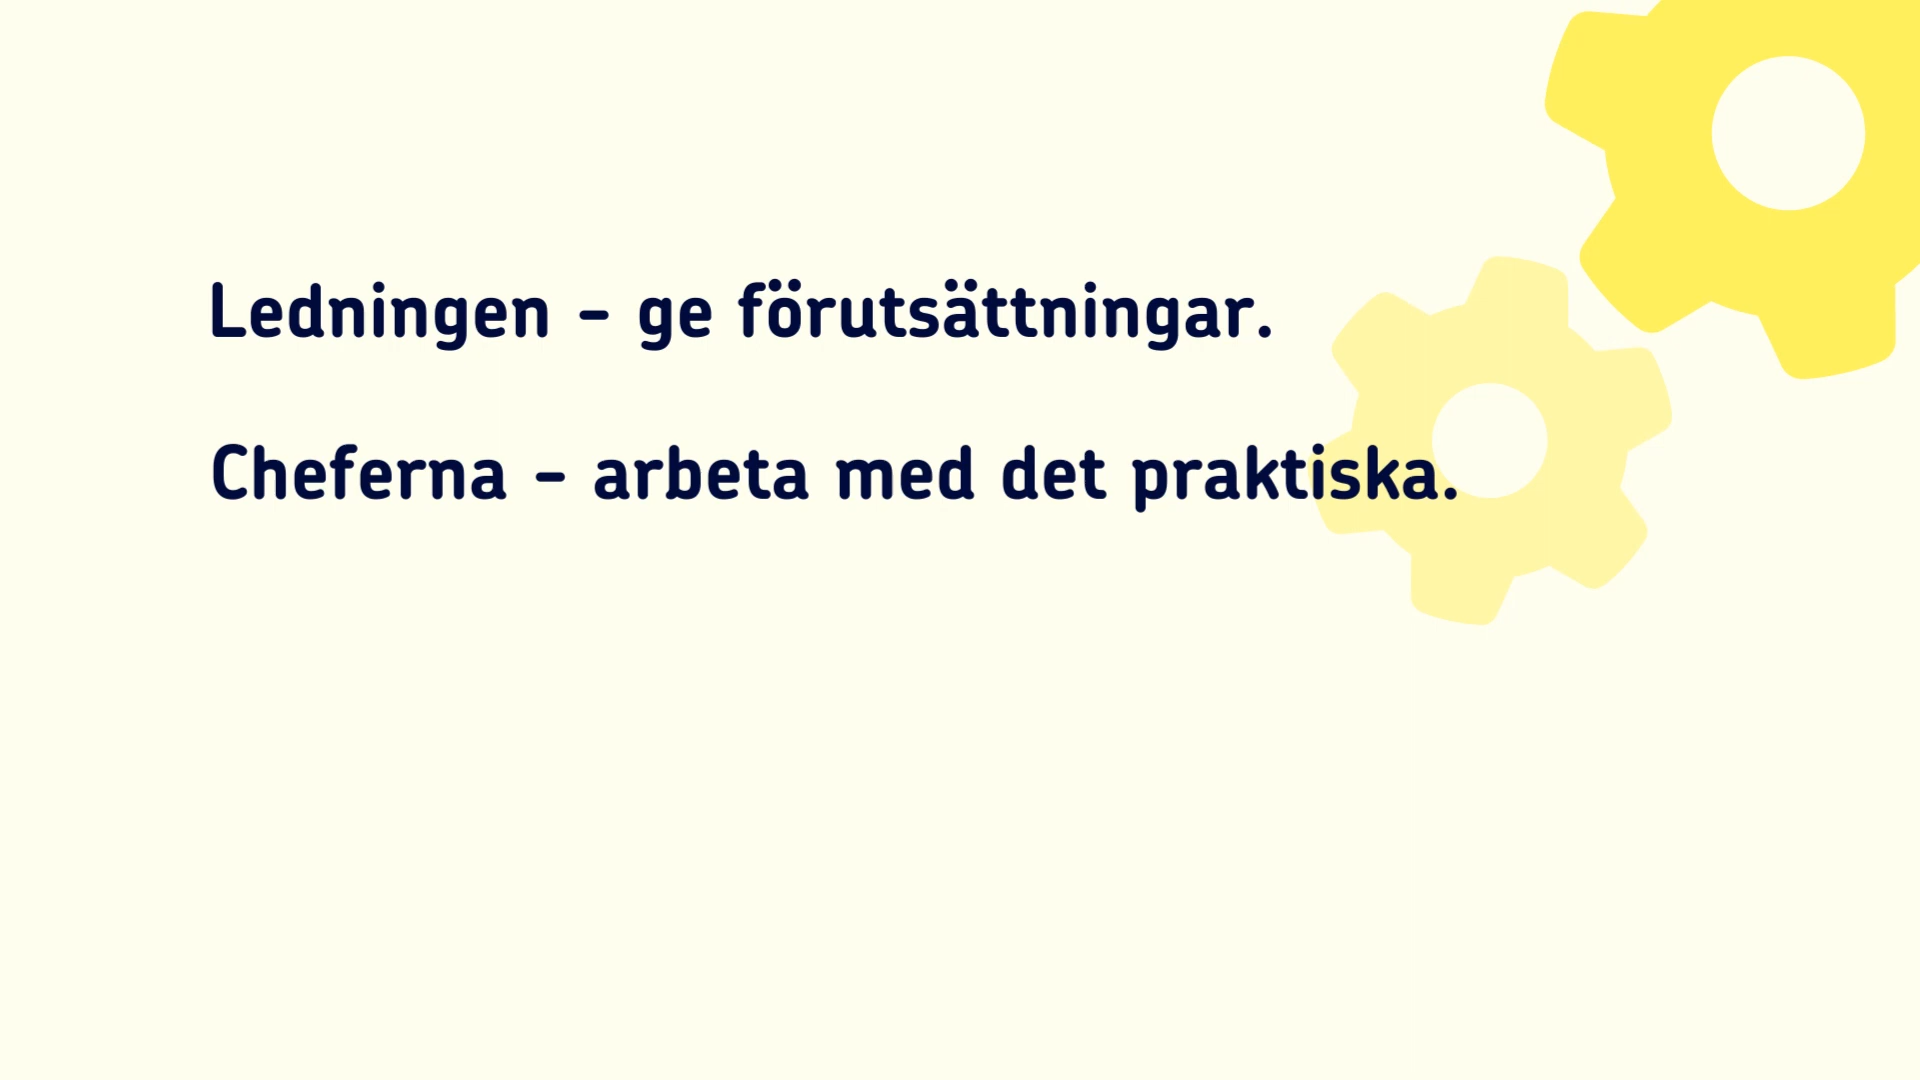 Ledningen – ge förutsättningar.
Cheferna – arbeta med det praktiska.